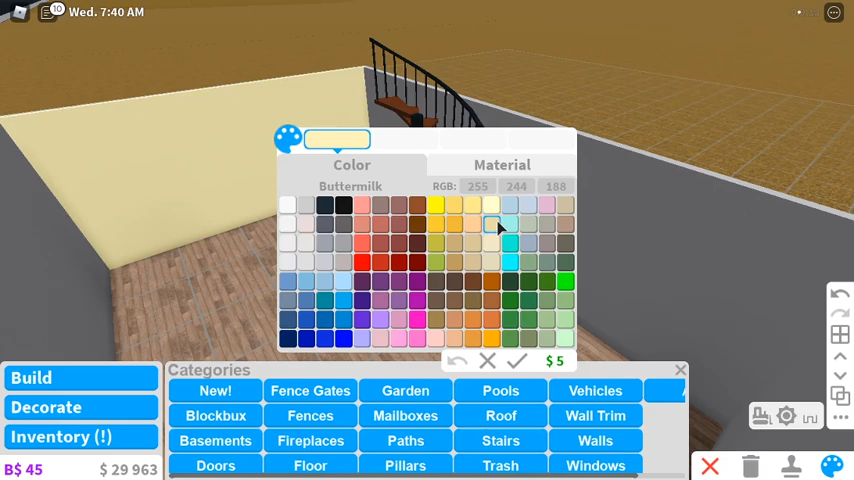 10 Wed. 7:40 AM
Color Material
Buttermilk RGB: 255 244 188
$ 5
Build
Decorate
Inventory (!)
B$ 45 $ 29 963
Categories
New! Fence Gates Garden Pools Vehicles
Blockbux Fences Mailboxes Roof Wall Trim
Basements Fireplaces Paths Stairs Walls
Doors Floor Pillars Trash Windows